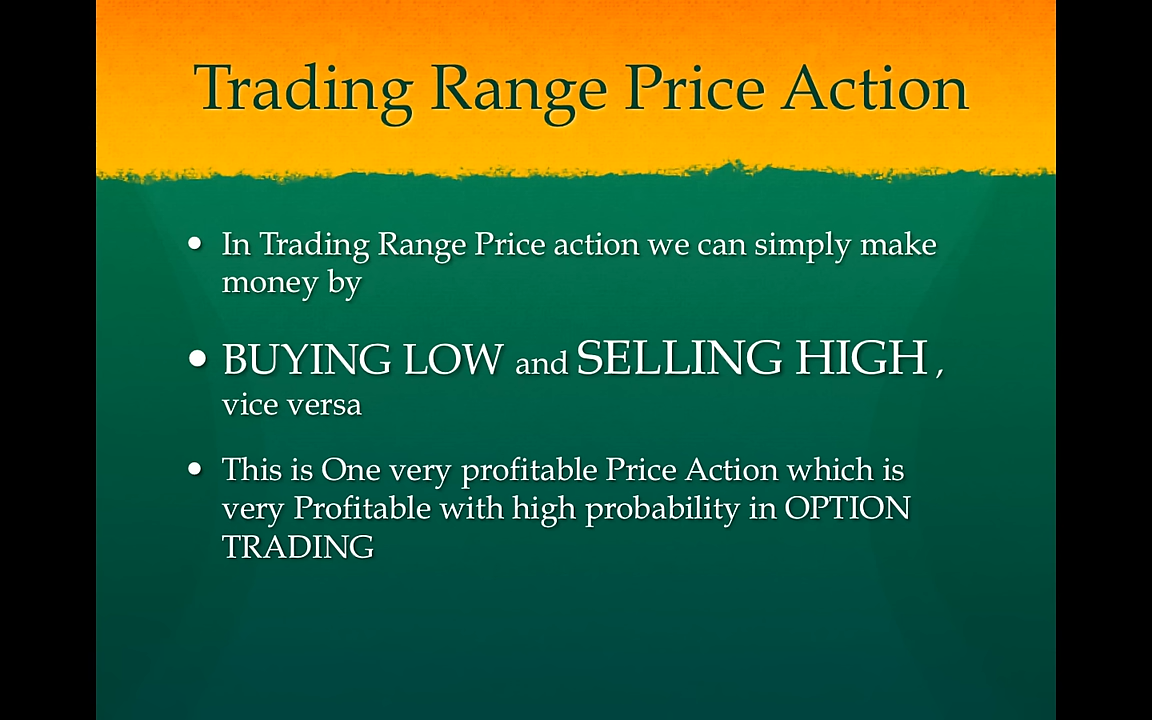 Trading Range Price Action
• In Trading Range Price action we can simply make
money by
• BUYING LOW and SELLING HIGH ,
vice versa
• This is One very profitable Price Action which is
very Profitable with high probability in OPTION
TRADING